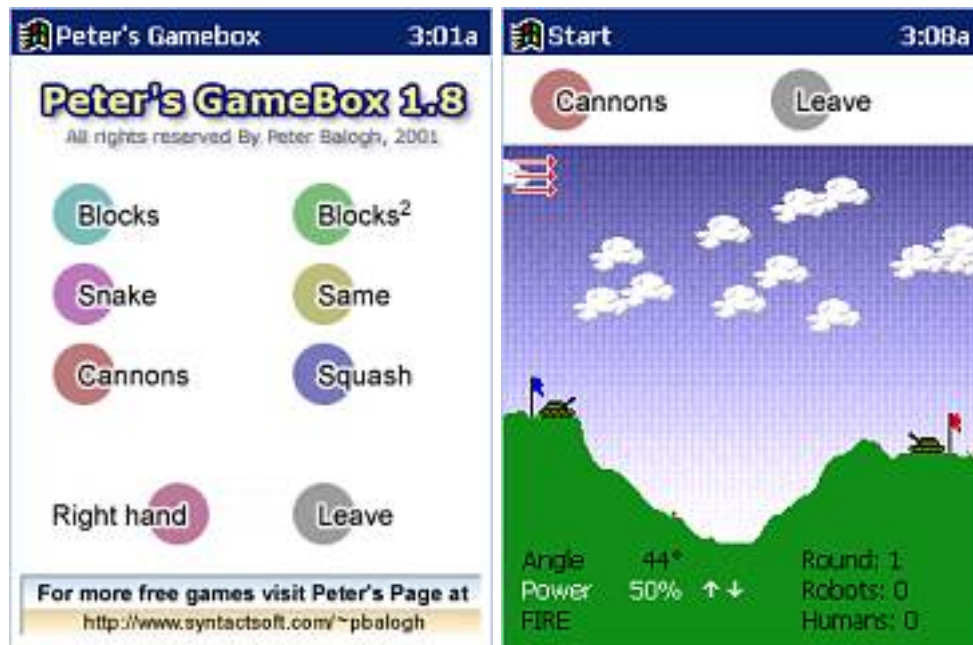 Peter's Gamebox 3:01a
Peter's GameBox 1.8
All rights reserved By Peter Balogh, 2001
Blocks Blocks²
Snake Same
Cannons Squash
Right hand Leave
For more free games visit Peter's Page at
http://www.syntactsoft.com/~pbalogh
Start 3:08a
Cannons Leave
Angle 44° Round: 1
Power 50% Robots: 0
FIRE Humans: 0